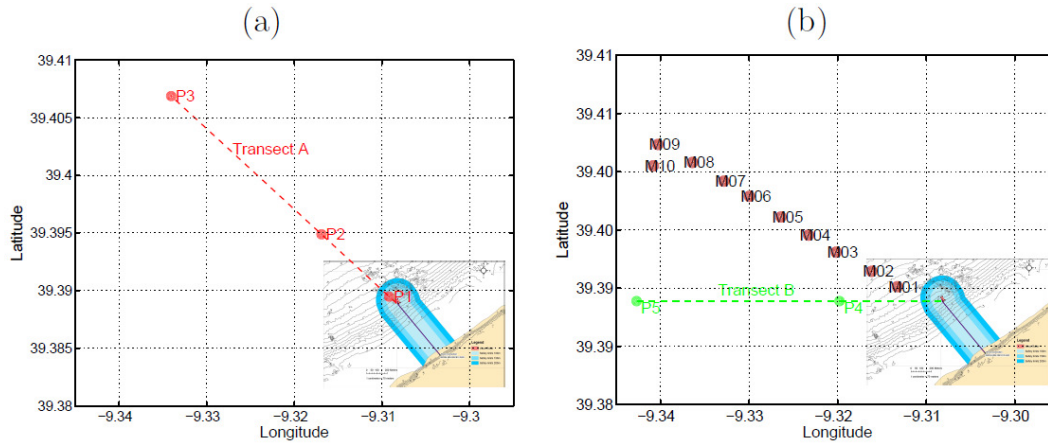 (a)
39.41
39.405
39.4
39.395
39.39
39.385
39.38
Latitude
P3
Transect A
P2
P1
−9.34
−9.33
−9.32
−9.31
−9.3
Longitude
(b)
39.41
39.41
39.40
39.40
39.39
39.39
39.38
Latitude
M09
M10
M08
M07
M06
M05
M04
M03
M02
M01
Transect B
P5
P4
−9.34
−9.33
−9.32
−9.31
−9.30
Longitude